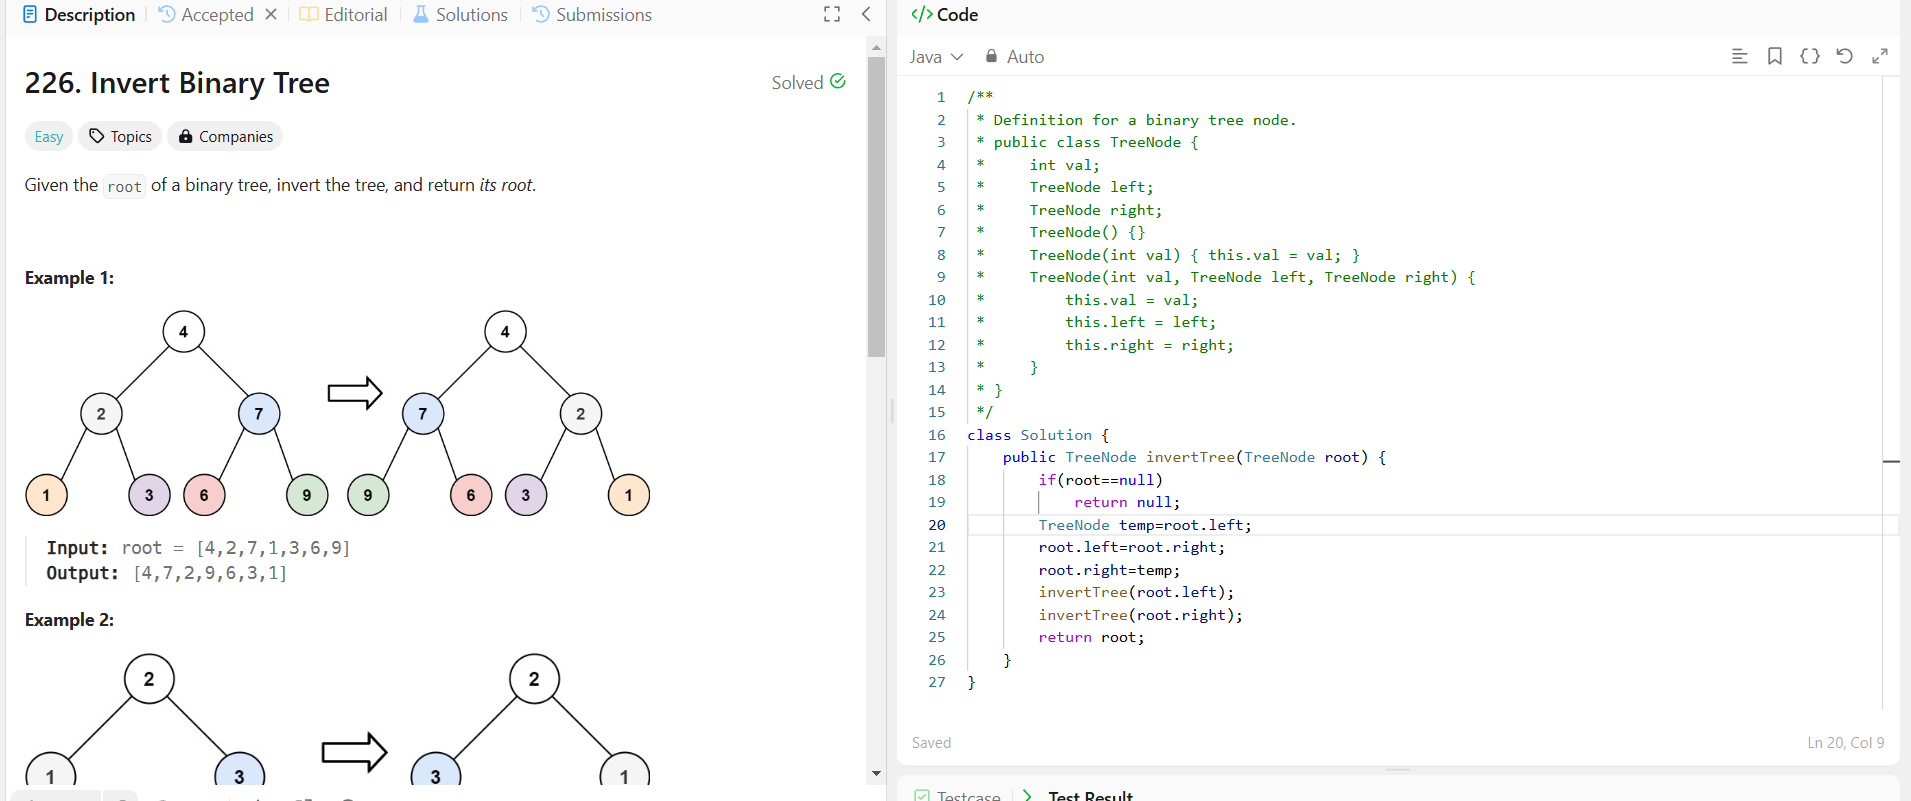 Description
Accepted
Editorial
Solutions
Submissions
226. Invert Binary Tree
Solved
Easy
Topics
Companies
Given the root of a binary tree, invert the tree, and return its root.
Example 1:
4
4
2
7
7
2
1
3
6
9
9
6
3
1
Input: root = [4,2,7,1,3,6,9]
Output: [4,7,2,9,6,3,1]
Example 2:
2
2
1
3
3
1
</> Code
Java
Auto
1 /**
2 * Definition for a binary tree node.
3 * public class TreeNode {
4 *     int val;
5 *     TreeNode left;
6 *     TreeNode right;
7 *     TreeNode() {}
8 *     TreeNode(int val) { this.val = val; }
9 *     TreeNode(int val, TreeNode left, TreeNode right) {
10 *         this.val = val;
11 *         this.left = left;
12 *         this.right = right;
13 *     }
14 * }
15 */
16 class Solution {
17     public TreeNode invertTree(TreeNode root) {
18         if(root==null)
19             return null;
20         TreeNode temp=root.left;
21         root.left=root.right;
22         root.right=temp;
23         invertTree(root.left);
24         invertTree(root.right);
25         return root;
26     }
27 }
Saved
Ln 20, Col 9
Testcase
Test Result